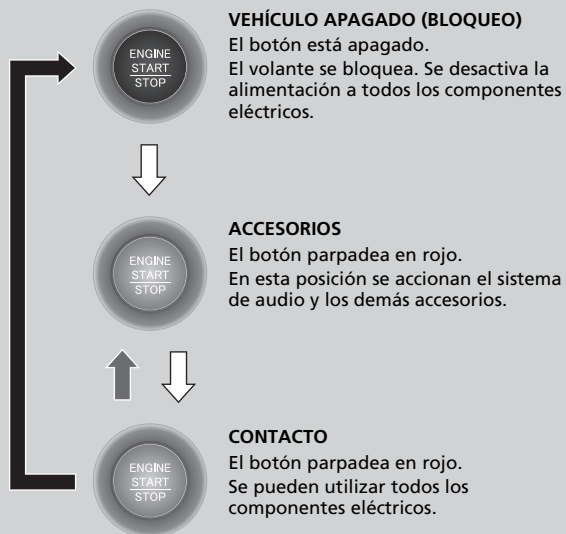 ENGINE
START
STOP
VEHÍCULO APAGADO (BLOQUEO)
El botón está apagado.
El volante se bloquea. Se desactiva la
alimentación a todos los componentes
eléctricos.
ENGINE
START
STOP
ACCESORIOS
El botón parpadea en rojo.
En esta posición se accionan el sistema
de audio y los demás accesorios.
ENGINE
START
STOP
CONTACTO
El botón parpadea en rojo.
Se pueden utilizar todos los
componentes eléctricos.